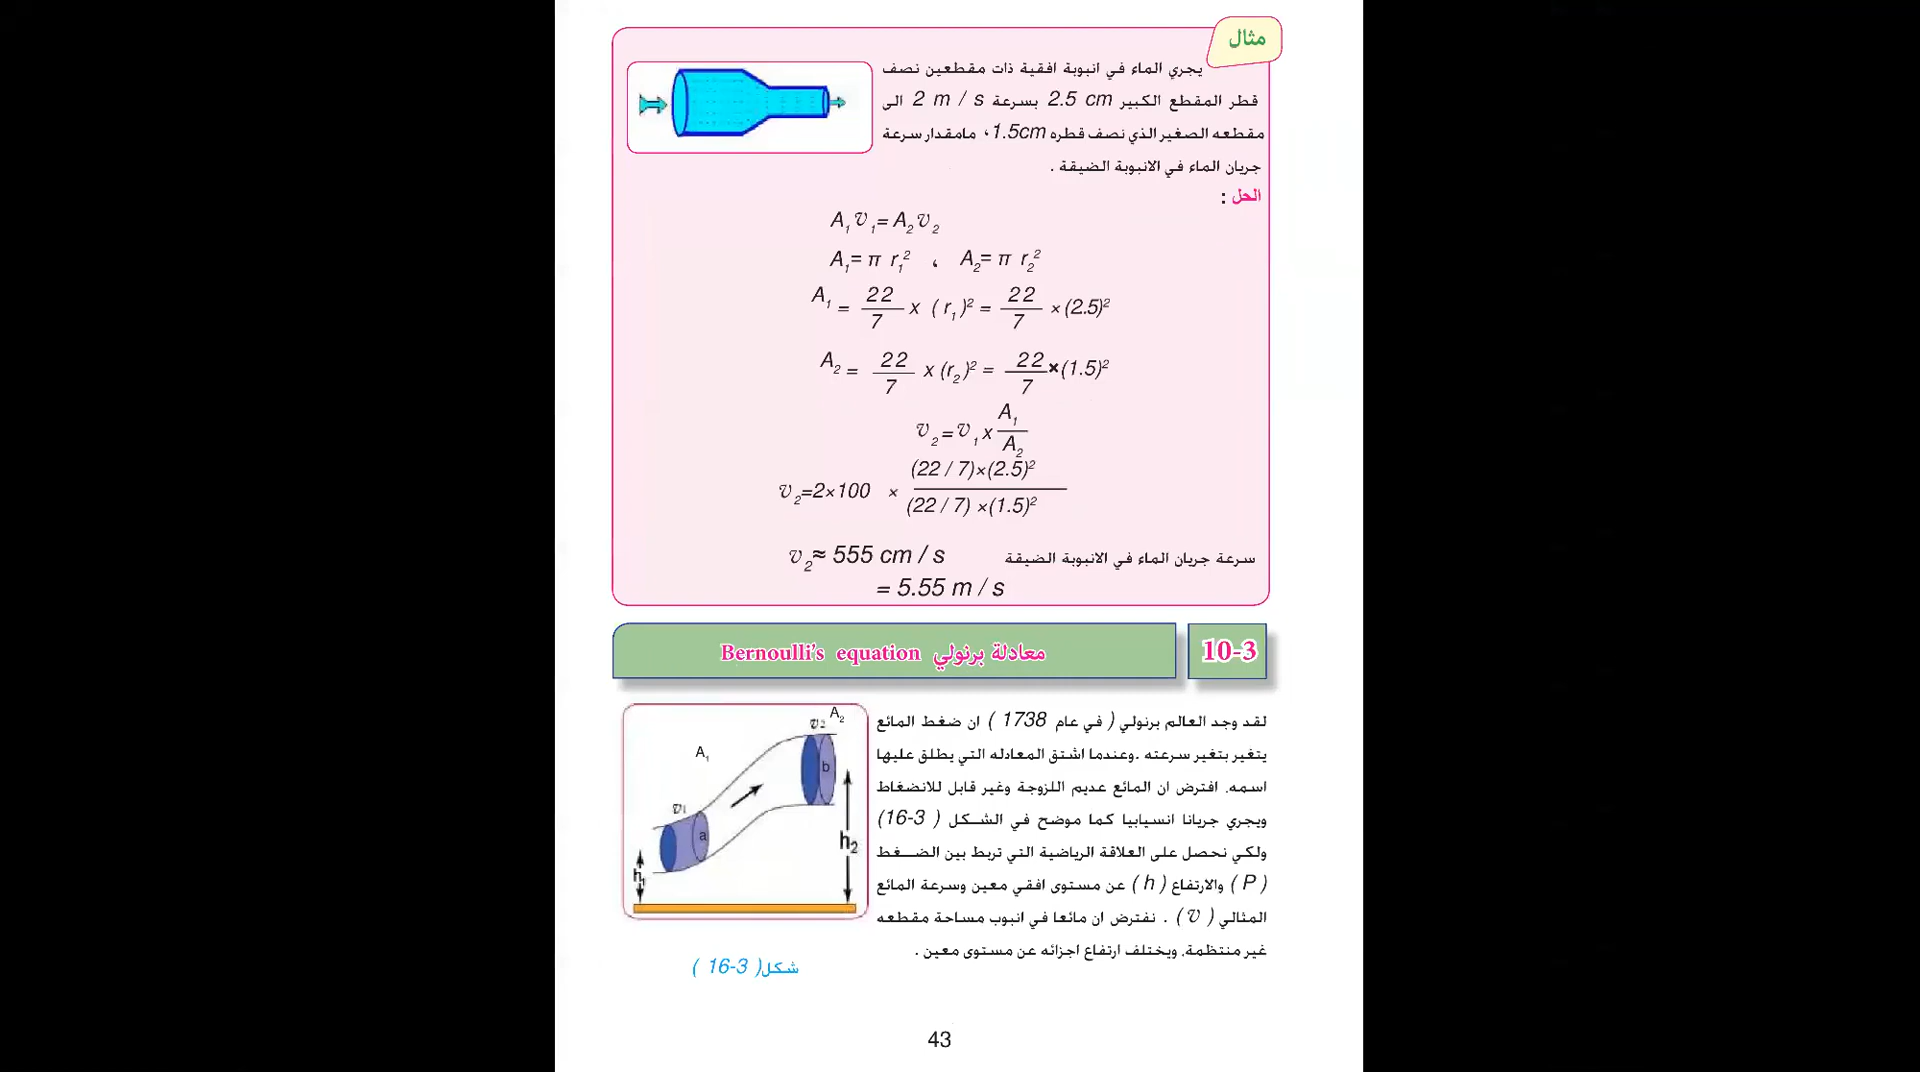 مثال
يجري الماء في انبوبة افقية ذات مقطعين نصف
قطر المقطع الكبير 2.5 cm بسرعة 2 m / s الى
مقطعه الصغير الذي نصف قطره 1.5cm، مامقدار سرعة
جريان الماء في الانبوبة الضيقة .
الحل :
A₁ v₁ = A₂ v₂
A₁ = π r₁² ، A₂ = π r₂²
A₁ = 22/7 x ( r₁ )² = 22/7 × (2.5)²
A₂ = 22/7 x (r₂ )² = 22/7 × (1.5)²
v₂ = v₁ x A₁/A₂
v₂ = 2×100 × (22 / 7)×(2.5)² / (22 / 7) ×(1.5)²
v₂ ≈ 555 cm / s سرعة جريان الماء في الانبوبة الضيقة
= 5.55 m / s
10-3 معادلة برنولي Bernoulli's equation
لقد وجد العالم برنولي ( في عام 1738 ) ان ضغط المائع
يتغير بتغير سرعته .وعندما اشتق المعادله التي يطلق عليها
اسمه. افترض ان المائع عديم اللزوجة وغير قابل للانضغاط
ويجري جريانا انسيابيا كما موضح في الشكل ( 3-16)
ولكي نحصل على العلاقة الرياضية التي تربط بين الضغط
( P ) والارتفاع ( h ) عن مستوى افقي معين وسرعة المائع
المثالي ( v ) . نفترض ان مائعا في انبوب مساحة مقطعه
غير منتظمة. ويختلف ارتفاع اجزائه عن مستوى معين .
A₂
v₂
A₁
b
v₁
a
h₂
h₁
شكل( 3-16 )
43